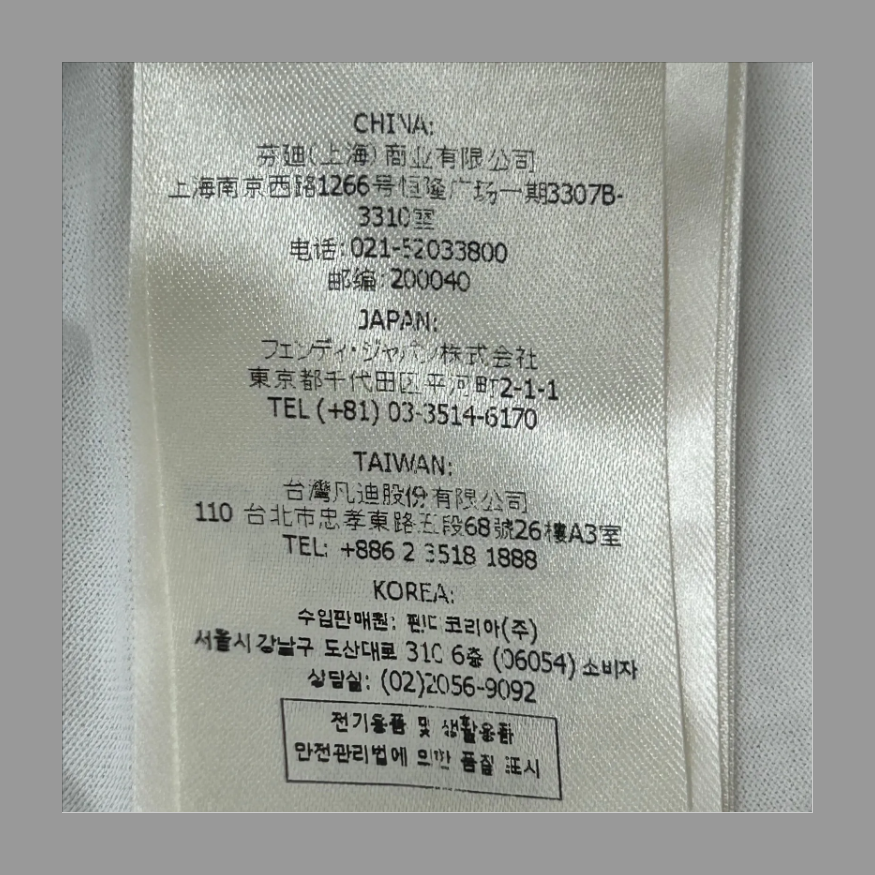 CHINA:
芬迪(上海)商业有限公司
上海南京西路1266号恒隆广场一期3307B-
3310室
电话:021-52033800
邮编:200040
JAPAN:
フェンディ・ジャパン株式会社
東京都千代田区平河町2-1-1
TEL (+81) 03-3514-6170
TAIWAN:
台灣凡迪股份有限公司
110 台北市忠孝東路五段68號26樓A3室
TEL: +886 2 3518 1888
KOREA:
수입판매원: 펜디 코리아(주)
서울시 강남구 도산대로 310 6층 (06054) 소비자
상담실: (02)2056-9092
전기용품 및 생활용품
안전관리법에 의한 품질 표시